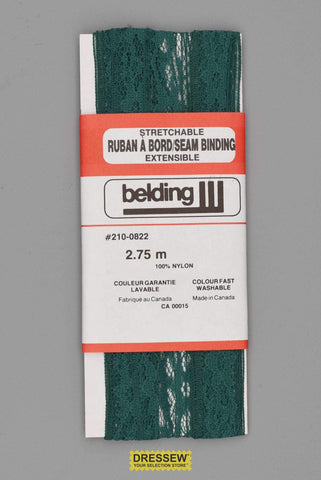 STRETCHABLE
RUBAN À BORD/SEAM BINDING
EXTENSIBLE
belding
#210-0822
2.75 m
100% NYLON
COULEUR GARANTIE COLOUR FAST
LAVABLE WASHABLE
Fabriqué au Canada Made in Canada
CA 00015
DRESSEW
YOUR SELECTION STORE